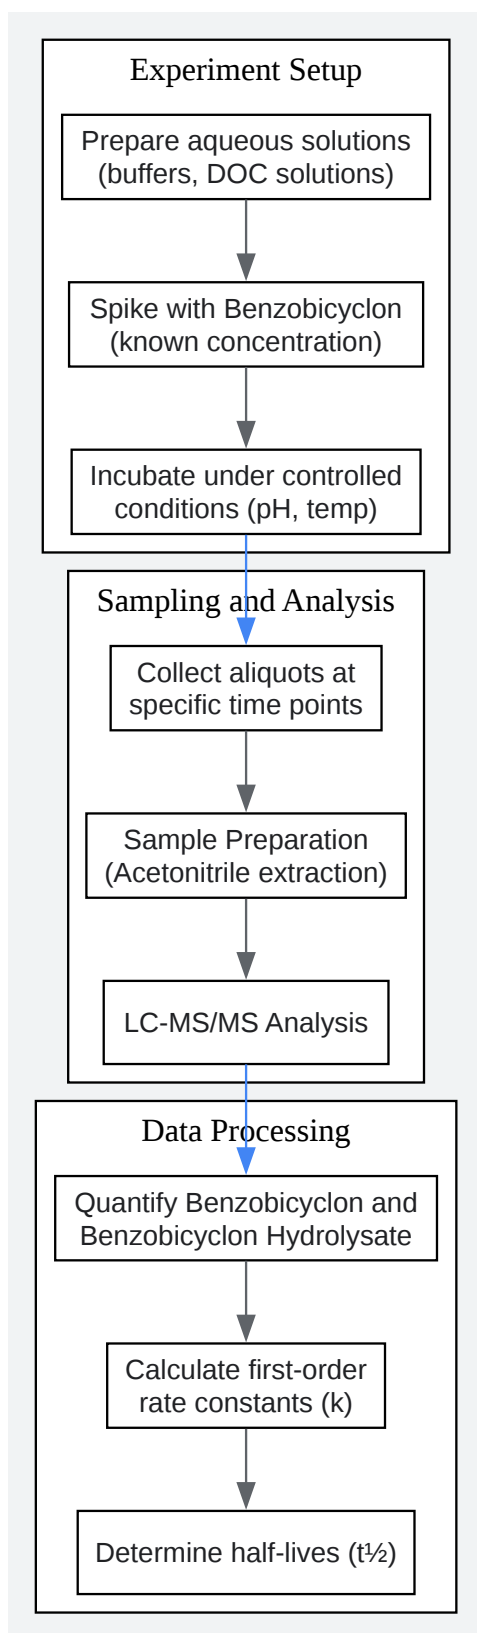 Experiment Setup
Prepare aqueous solutions
(buffers, DOC solutions)
Spike with Benzobicyclon
(known concentration)
Incubate under controlled
conditions (pH, temp)
Sampling and Analysis
Collect aliquots at
specific time points
Sample Preparation
(Acetonitrile extraction)
LC-MS/MS Analysis
Data Processing
Quantify Benzobicyclon and
Benzobicyclon Hydrolysate
Calculate first-order
rate constants (k)
Determine half-lives (t½)